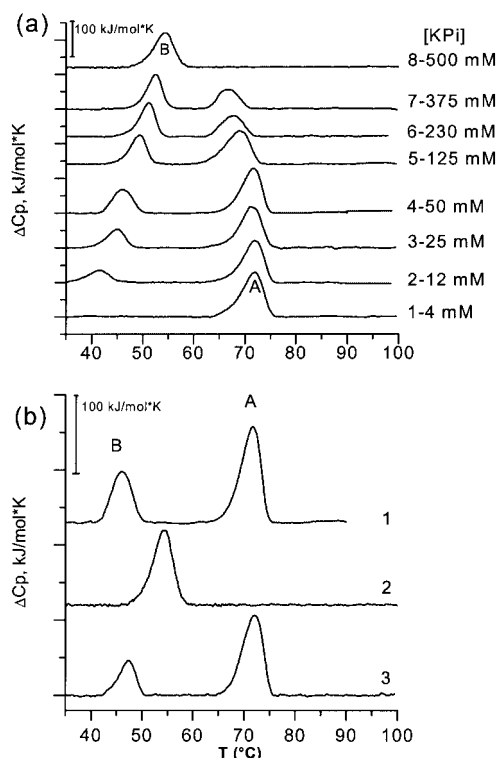 (a)
100 kJ/mol*K
B
[KPi]
8-500 mM
7-375 mM
6-230 mM
5-125 mM
4-50 mM
3-25 mM
2-12 mM
A
1-4 mM
ΔCp, kJ/mol*K
40 50 60 70 80 90 100
(b)
100 kJ/mol*K
A
B
1
2
3
ΔCp, kJ/mol*K
40 50 60 70 80 90 100
T (°C)